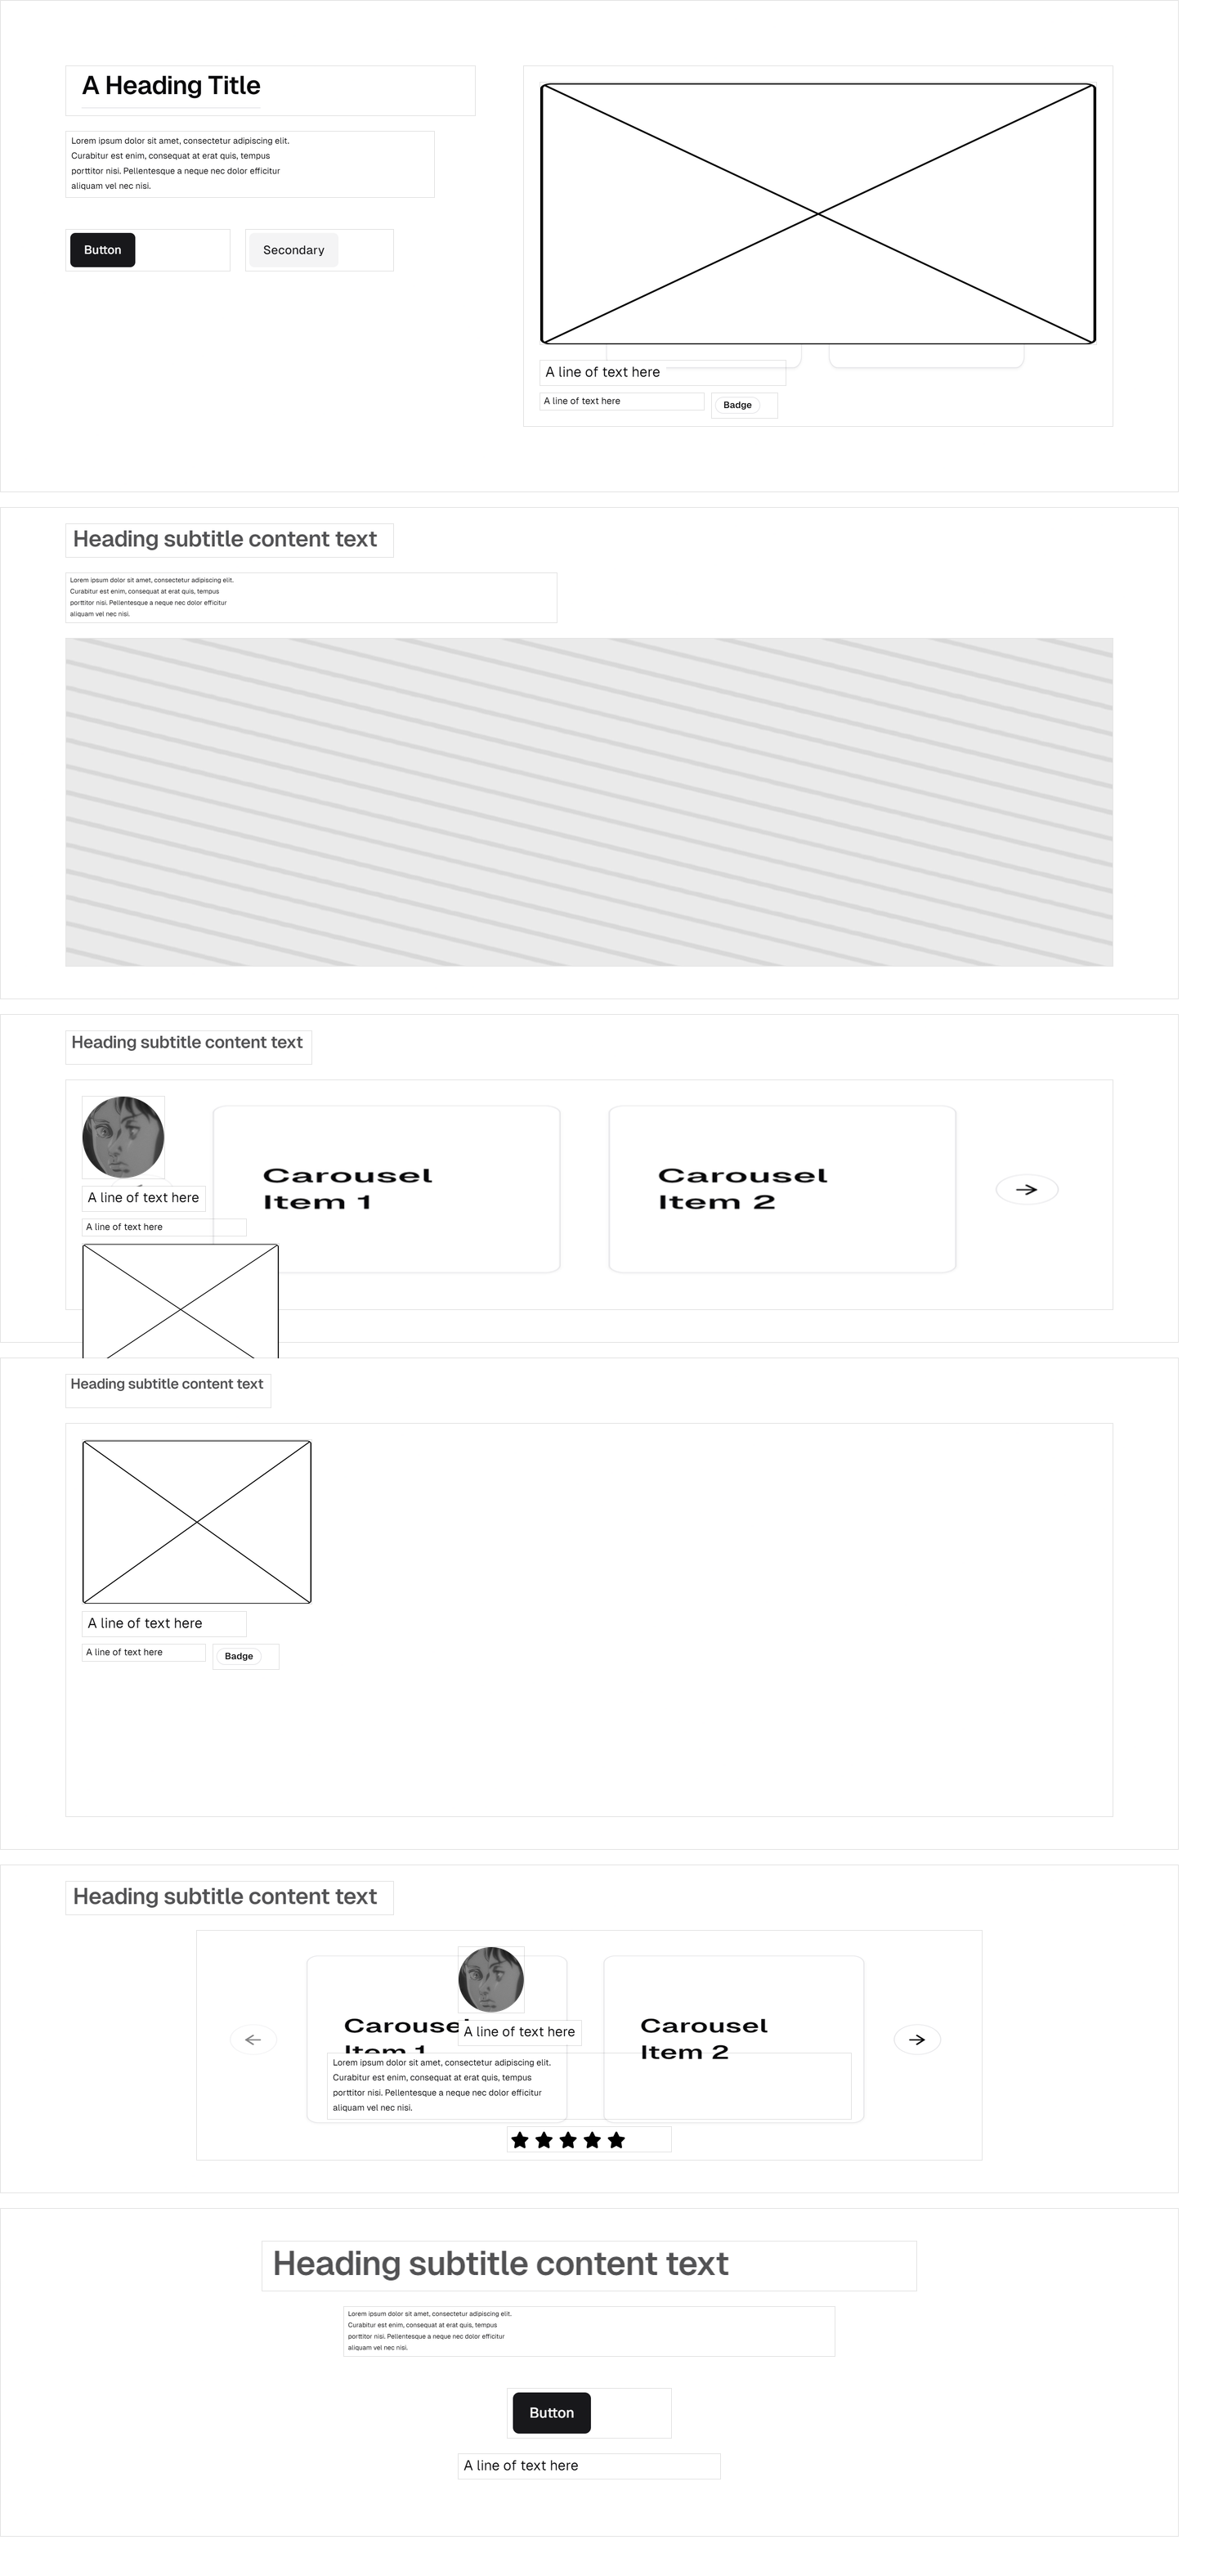 A Heading Title
Lorem ipsum dolor sit amet, consectetur adipiscing elit.
Curabitur est enim, consequat at erat quis, tempus
porttitor nisi. Pellentesque a neque nec dolor efficitur
aliquam vel nec nisi.
Button
Secondary
A line of text here
A line of text here
Badge
Heading subtitle content text
Lorem ipsum dolor sit amet, consectetur adipiscing elit.
Curabitur est enim, consequat at erat quis, tempus
porttitor nisi. Pellentesque a neque nec dolor efficitur
aliquam vel nec nisi.
Heading subtitle content text
A line of text here
A line of text here
Carousel
Item 1
Carousel
Item 2
Heading subtitle content text
A line of text here
A line of text here
Badge
Heading subtitle content text
Carousel
Item 1
A line of text here
Carousel
Item 2
Lorem ipsum dolor sit amet, consectetur adipiscing elit.
Curabitur est enim, consequat at erat quis, tempus
porttitor nisi. Pellentesque a neque nec dolor efficitur
aliquam vel nec nisi.
Heading subtitle content text
Lorem ipsum dolor sit amet, consectetur adipiscing elit.
Curabitur est enim, consequat at erat quis, tempus
porttitor nisi. Pellentesque a neque nec dolor efficitur
aliquam vel nec nisi.
Button
A line of text here